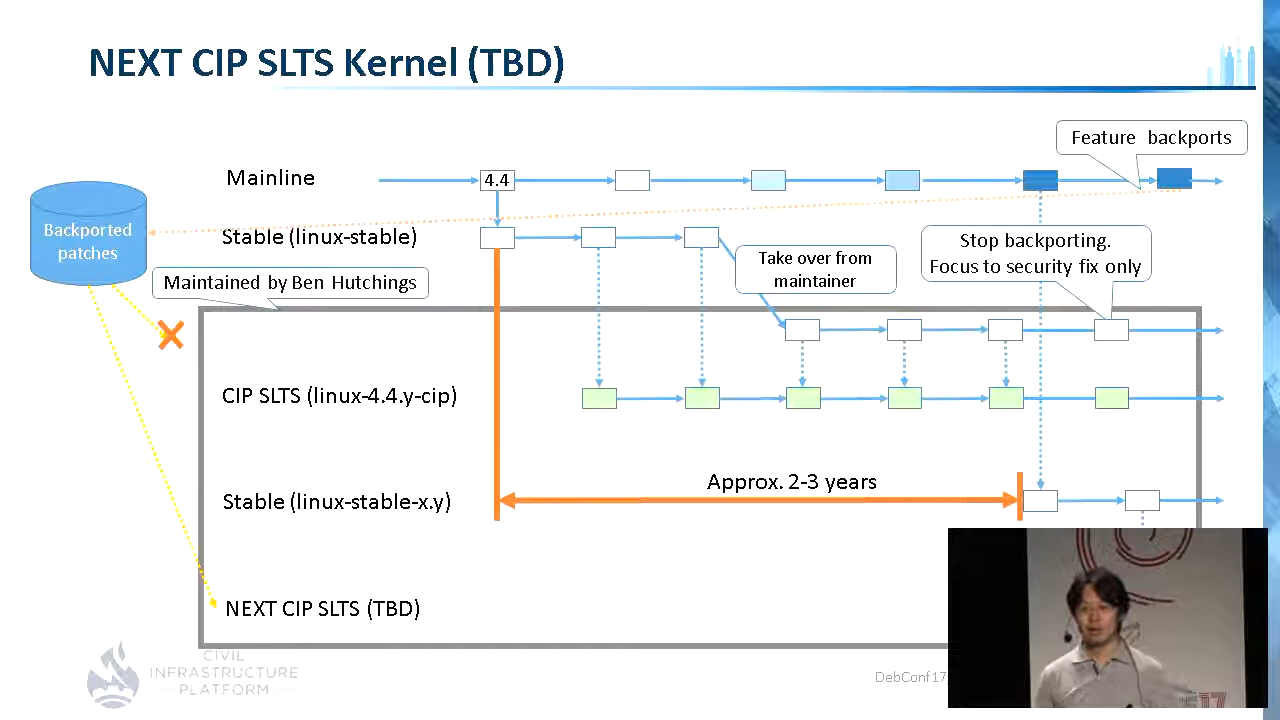 NEXT CIP SLTS Kernel (TBD)
Feature backports
Mainline
4.4
Backported
patches
Stable (linux-stable)
Take over from
maintainer
Stop backporting.
Focus to security fix only
Maintained by Ben Hutchings
CIP SLTS (linux-4.4.y-cip)
Approx. 2-3 years
Stable (linux-stable-x.y)
NEXT CIP SLTS (TBD)
CIVIL
INFRASTRUCTURE
PLATFORM
DebConf17
17